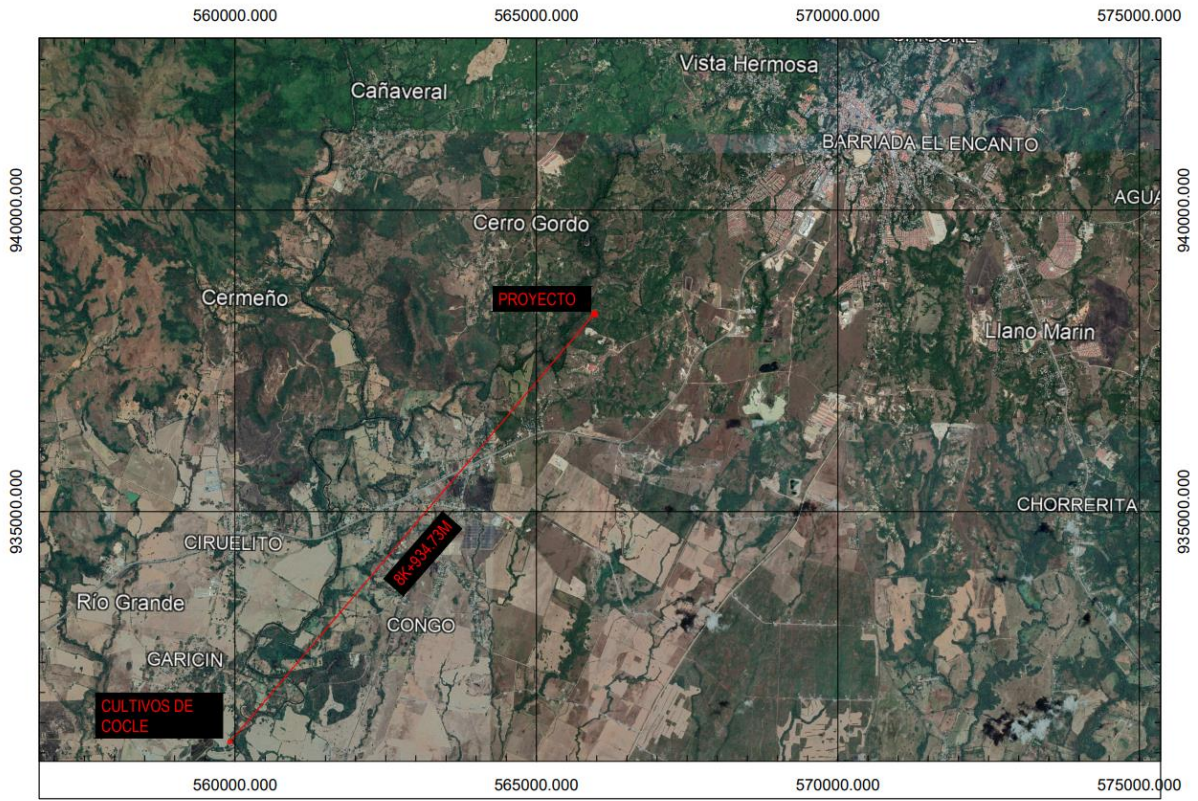 560000.000 565000.000 570000.000 575000.000
Vista Hermosa
Cañaveral
BARRIADA EL ENCANTO
940000.000
940000.000
AGUA
Cerro Gordo
Cermeño
PROYECTO
Llano Marin
935000.000
935000.000
CHORRERITA
8K+934.73M
CIRUELITO
Río Grande
CONGO
GARICIN
CULTIVOS DE
COCLE
560000.000 565000.000 570000.000 575000.000